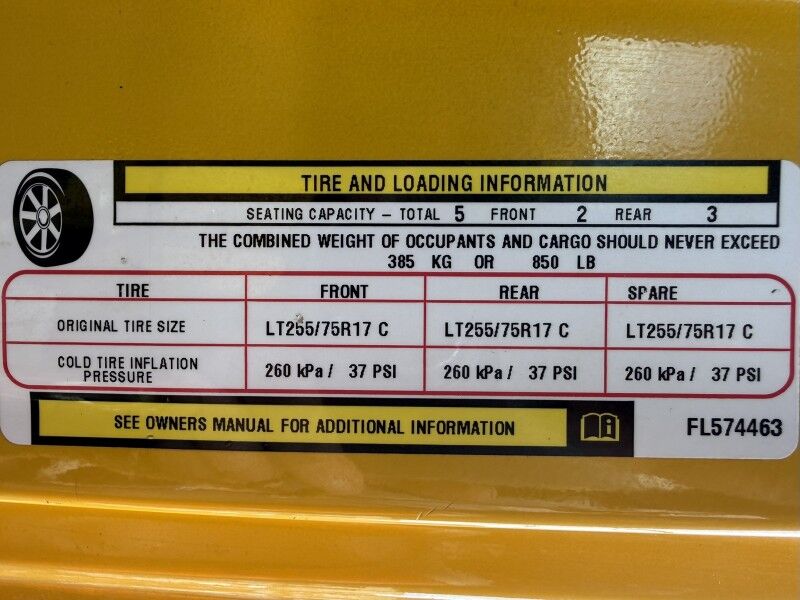 TIRE AND LOADING INFORMATION
SEATING CAPACITY – TOTAL 5 FRONT 2 REAR 3
THE COMBINED WEIGHT OF OCCUPANTS AND CARGO SHOULD NEVER EXCEED
385 KG OR 850 LB
TIRE FRONT REAR SPARE
ORIGINAL TIRE SIZE LT255/75R17 C LT255/75R17 C LT255/75R17 C
COLD TIRE INFLATION
PRESSURE 260 kPa / 37 PSI 260 kPa / 37 PSI 260 kPa / 37 PSI
SEE OWNERS MANUAL FOR ADDITIONAL INFORMATION
FL574463